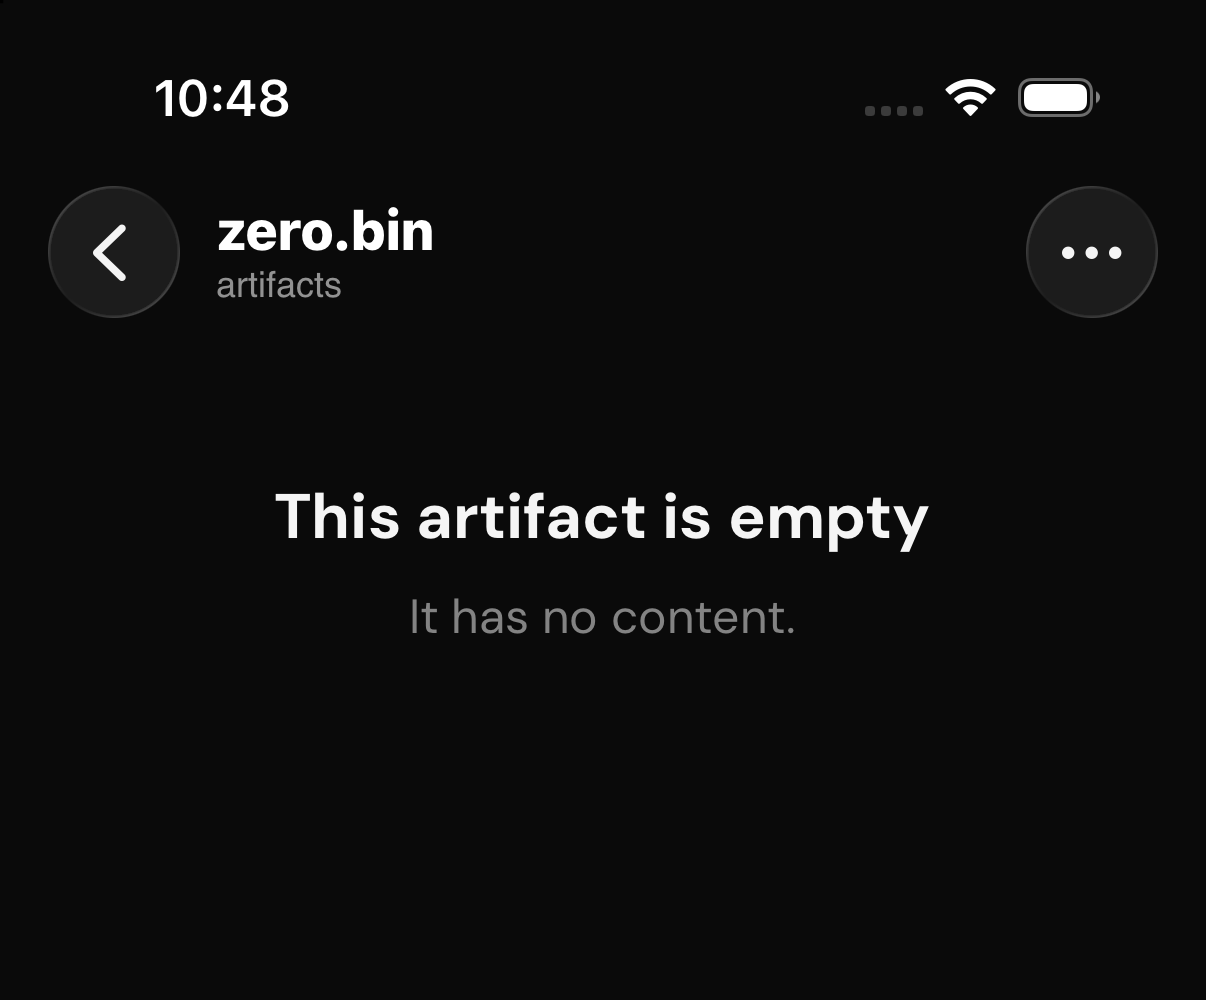 10:48
zero.bin
artifacts
This artifact is empty
It has no content.